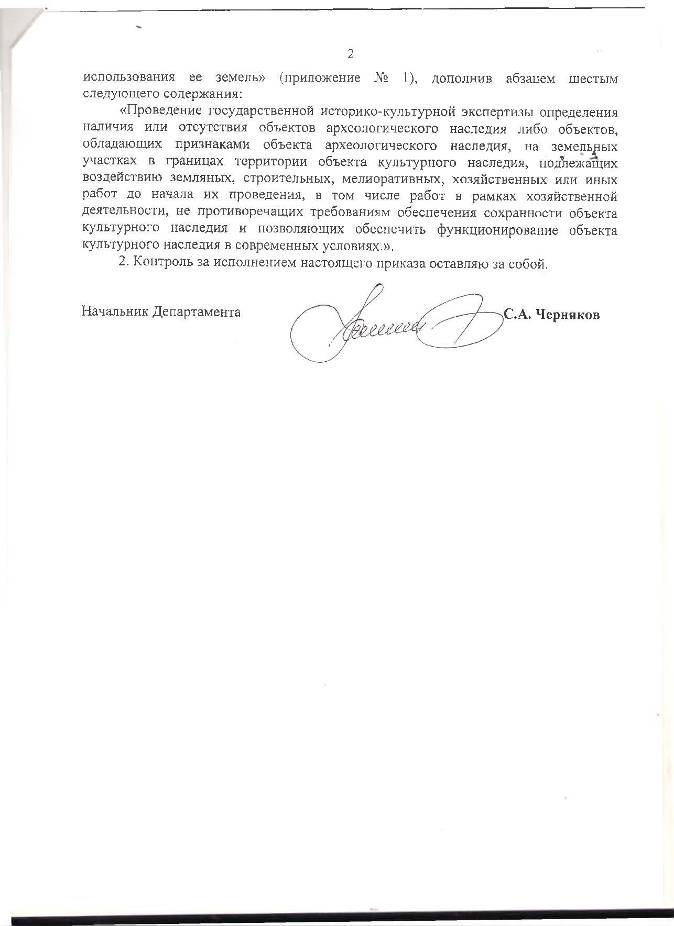 2
использования ее земель» (приложение № 1), дополнив абзацем шестым
следующего содержания:
«Проведение государственной историко-культурной экспертизы определения
наличия или отсутствия объектов археологического наследия либо объектов,
обладающих признаками объекта археологического наследия, на земельных
участках в границах территории объекта культурного наследия, подлежащих
воздействию земляных, строительных, мелиоративных, хозяйственных или иных
работ до начала их проведения, в том числе работ в рамках хозяйственной
деятельности, не противоречащих требованиям обеспечения сохранности объекта
культурного наследия и позволяющих обеспечить функционирование объекта
культурного наследия в современных условиях.».
2. Контроль за исполнением настоящего приказа оставляю за собой.
Начальник Департамента С.А. Черняков